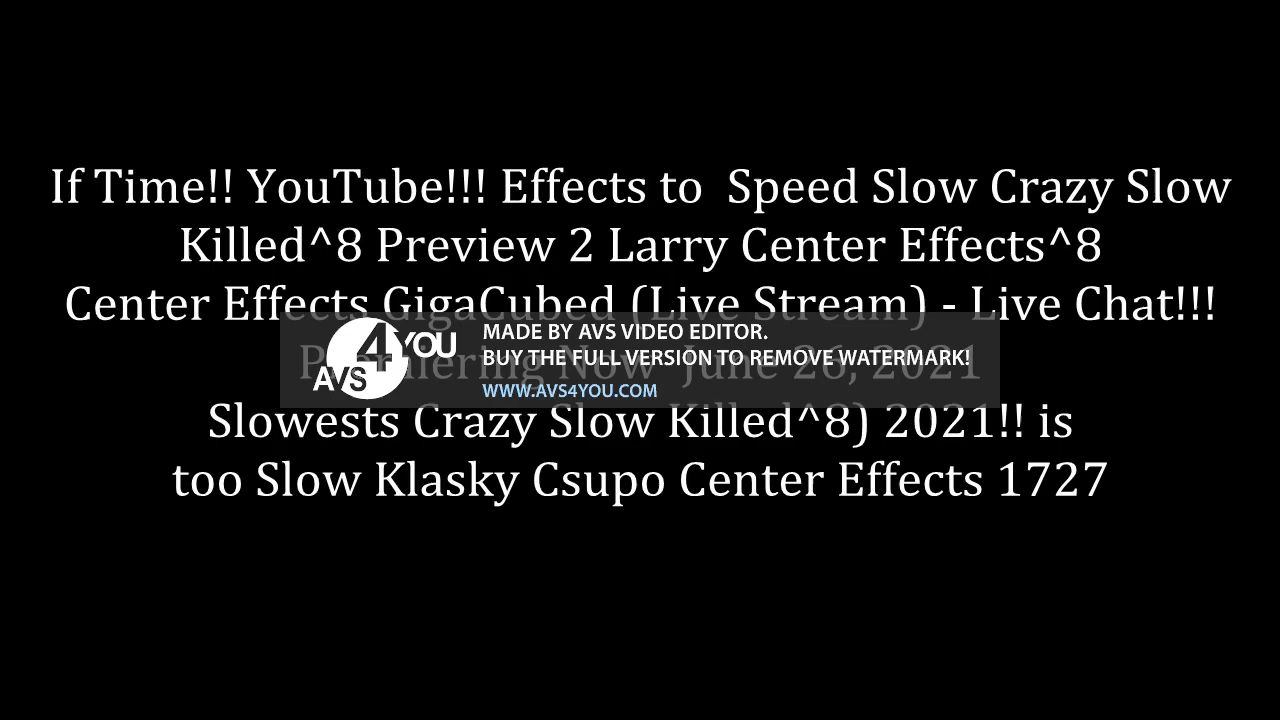 If Time!! YouTube!!! Effects to  Speed Slow Crazy Slow
Killed^8 Preview 2 Larry Center Effects^8
Center Effects GigaCubed (Live Stream) - Live Chat!!!
Premiering Now  June 26, 2021
Slowests Crazy Slow Killed^8) 2021!! is
too Slow Klasky Csupo Center Effects 1727
AVS4YOU
MADE BY AVS VIDEO EDITOR.
BUY THE FULL VERSION TO REMOVE WATERMARK!
WWW.AVS4YOU.COM